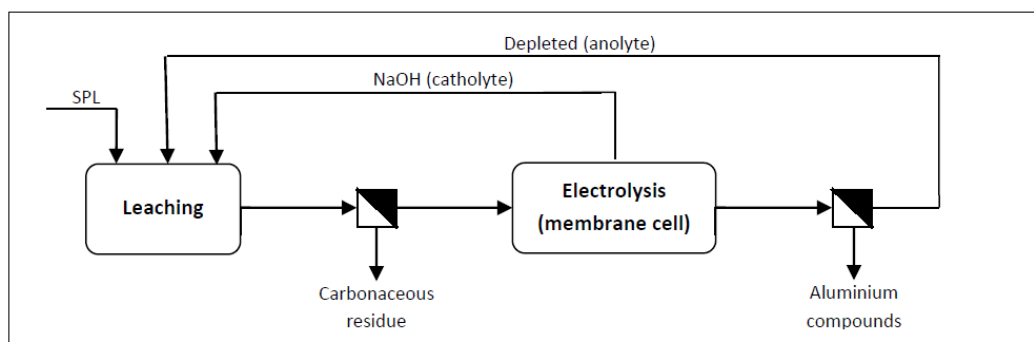 Depleted (anolyte)
NaOH (catholyte)
SPL
Leaching
Electrolysis
(membrane cell)
Carbonaceous
residue
Aluminium
compounds